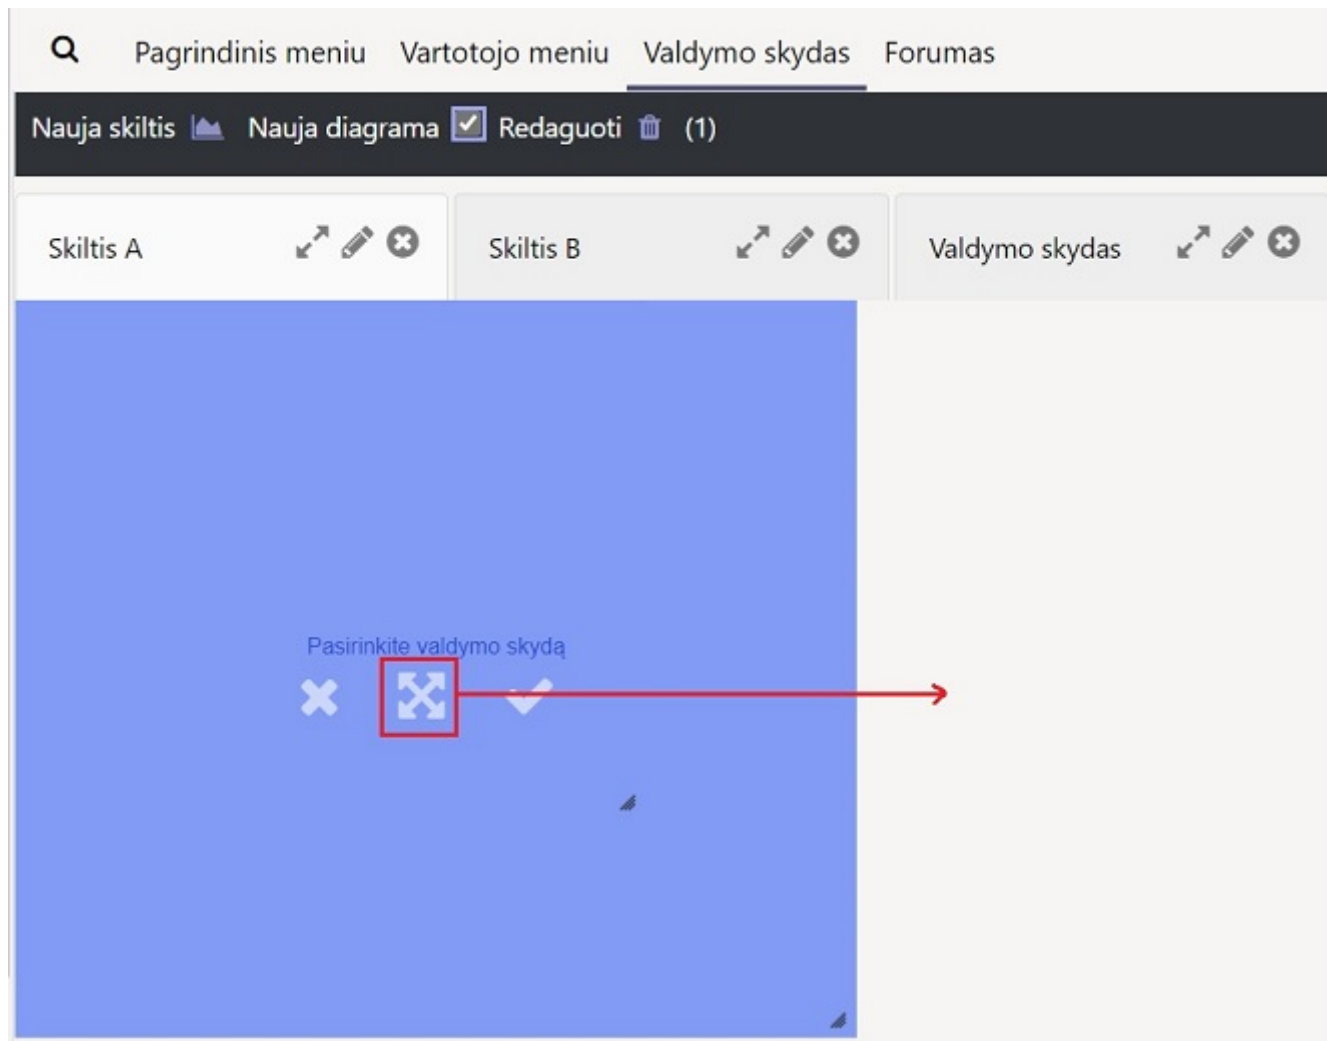 Pagrindinis meniu Vartotojo meniu Valdymo skydas Forumas
Nauja skiltis Nauja diagrama Redaguoti (1)
Skiltis A Skiltis B Valdymo skydas
Pasirinkite valdymo skydą